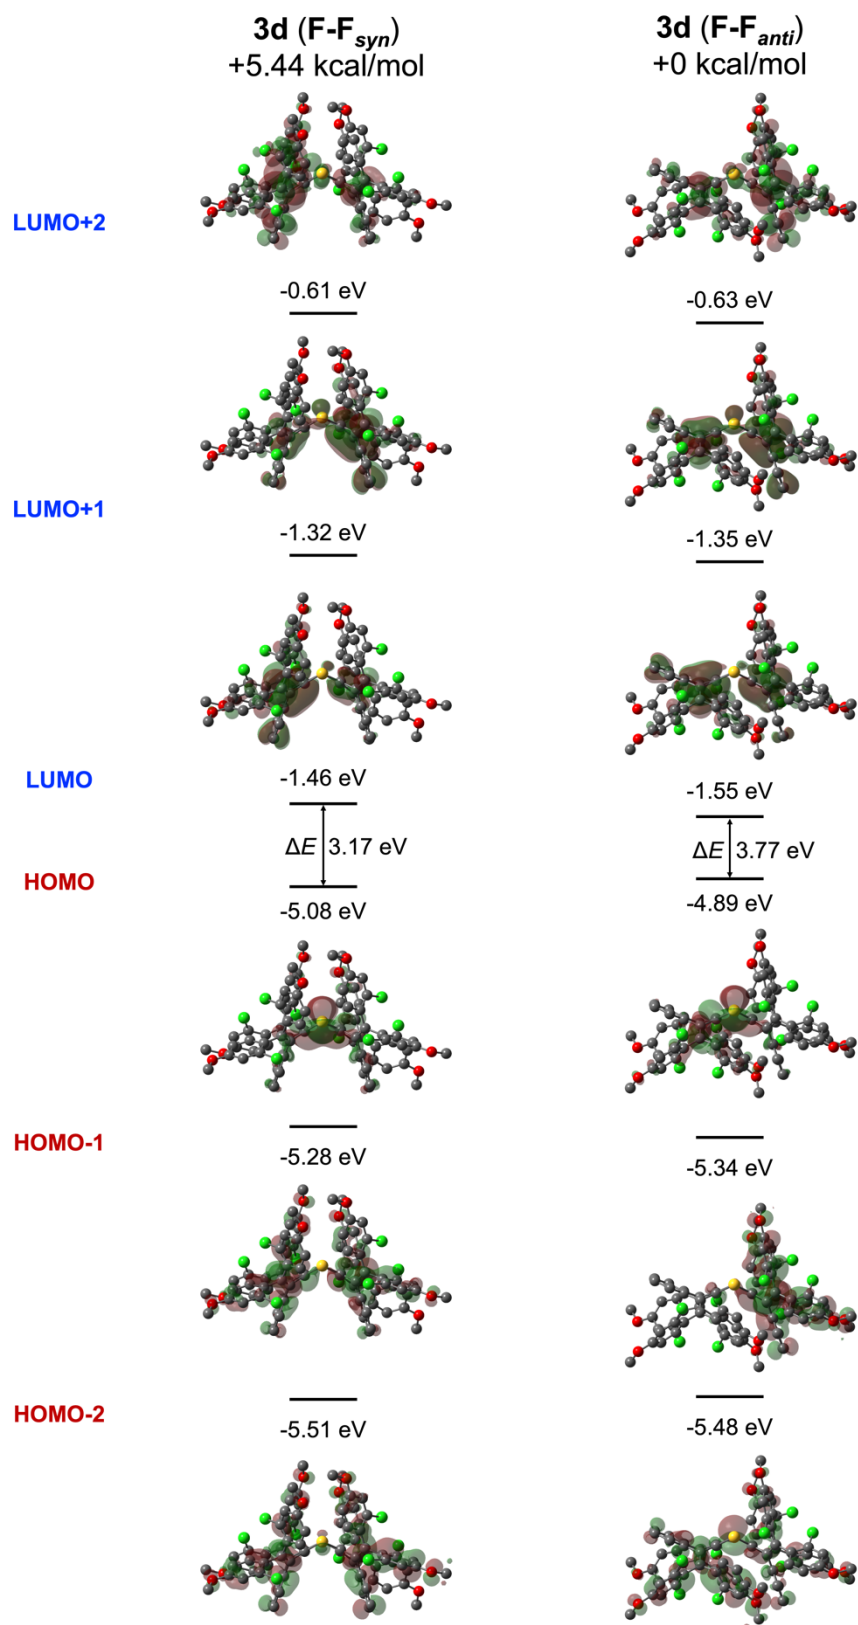 3d (F-Fsyn)
+5.44 kcal/mol
3d (F-Fanti)
+0 kcal/mol
LUMO+2
-0.61 eV
-0.63 eV
LUMO+1
-1.32 eV
-1.35 eV
LUMO
-1.46 eV
-1.55 eV
ΔE 3.17 eV
ΔE 3.77 eV
HOMO
-5.08 eV
-4.89 eV
HOMO-1
-5.28 eV
-5.34 eV
HOMO-2
-5.51 eV
-5.48 eV